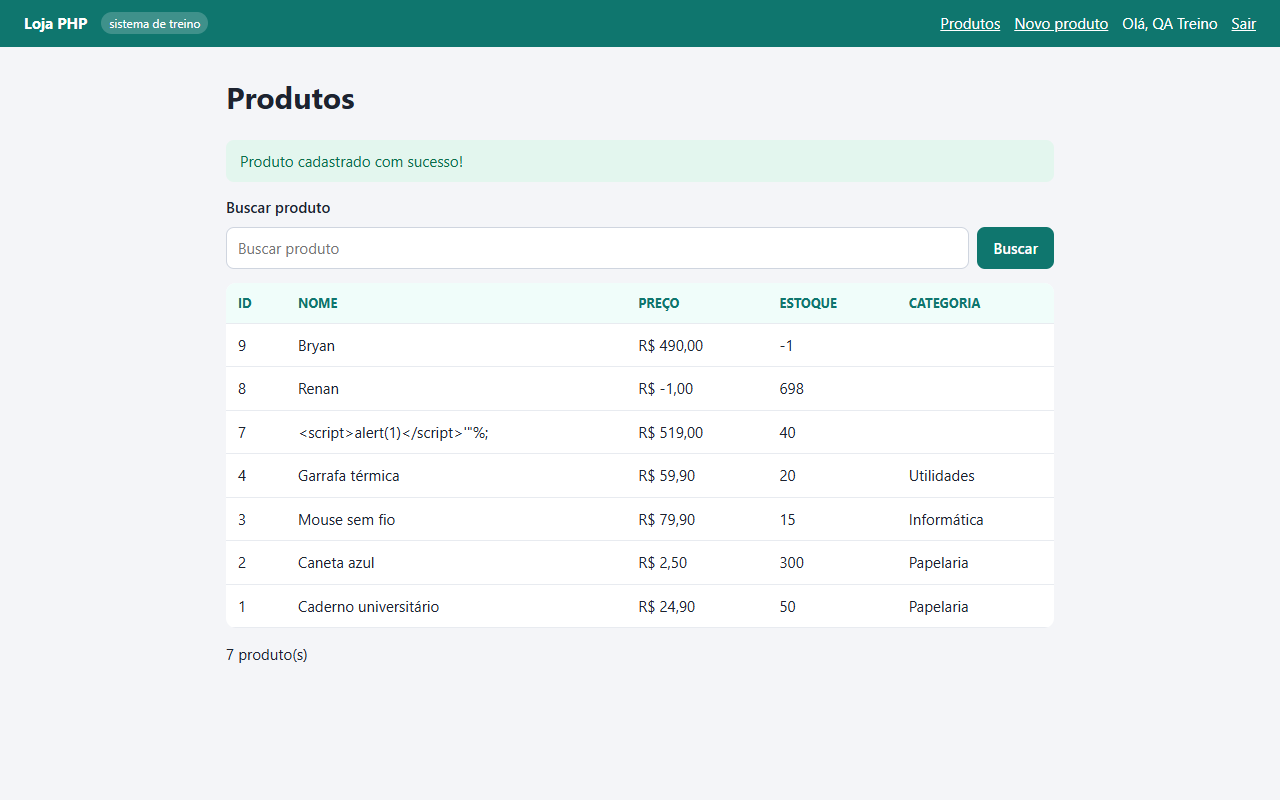 Loja PHP sistema de treino Produtos Novo produto Olá, QA Treino Sair
Produtos
Produto cadastrado com sucesso!
Buscar produto
Buscar produto Buscar
ID NOME PREÇO ESTOQUE CATEGORIA
9 Bryan R$ 490,00 -1
8 Renan R$ -1,00 698
7 <script>alert(1)</script>'"%; R$ 519,00 40
4 Garrafa térmica R$ 59,90 20 Utilidades
3 Mouse sem fio R$ 79,90 15 Informática
2 Caneta azul R$ 2,50 300 Papelaria
1 Caderno universitário R$ 24,90 50 Papelaria
7 produto(s)